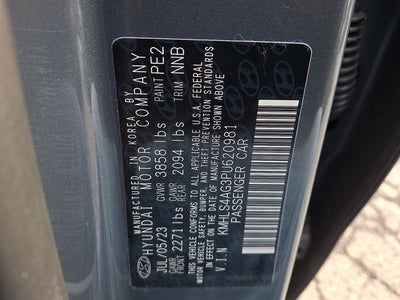 MFD BY HYUNDAI MOTOR COMPANY
IN KOREA
JUL/05/23 GVWR 3858 lbs PAINT PE2
GAWR FRONT 2271 lbs GAWR REAR 2094 lbs TRIM NNB
THIS VEHICLE CONFORMS TO ALL APPLICABLE U.S.A. FEDERAL
MOTOR VEHICLE SAFETY, BUMPER, AND THEFT PREVENTION STANDARDS
IN EFFECT ON THE DATE OF MANUFACTURE SHOWN ABOVE.
V.I.N KMHLS4AG3PU620981
PASSENGER CAR